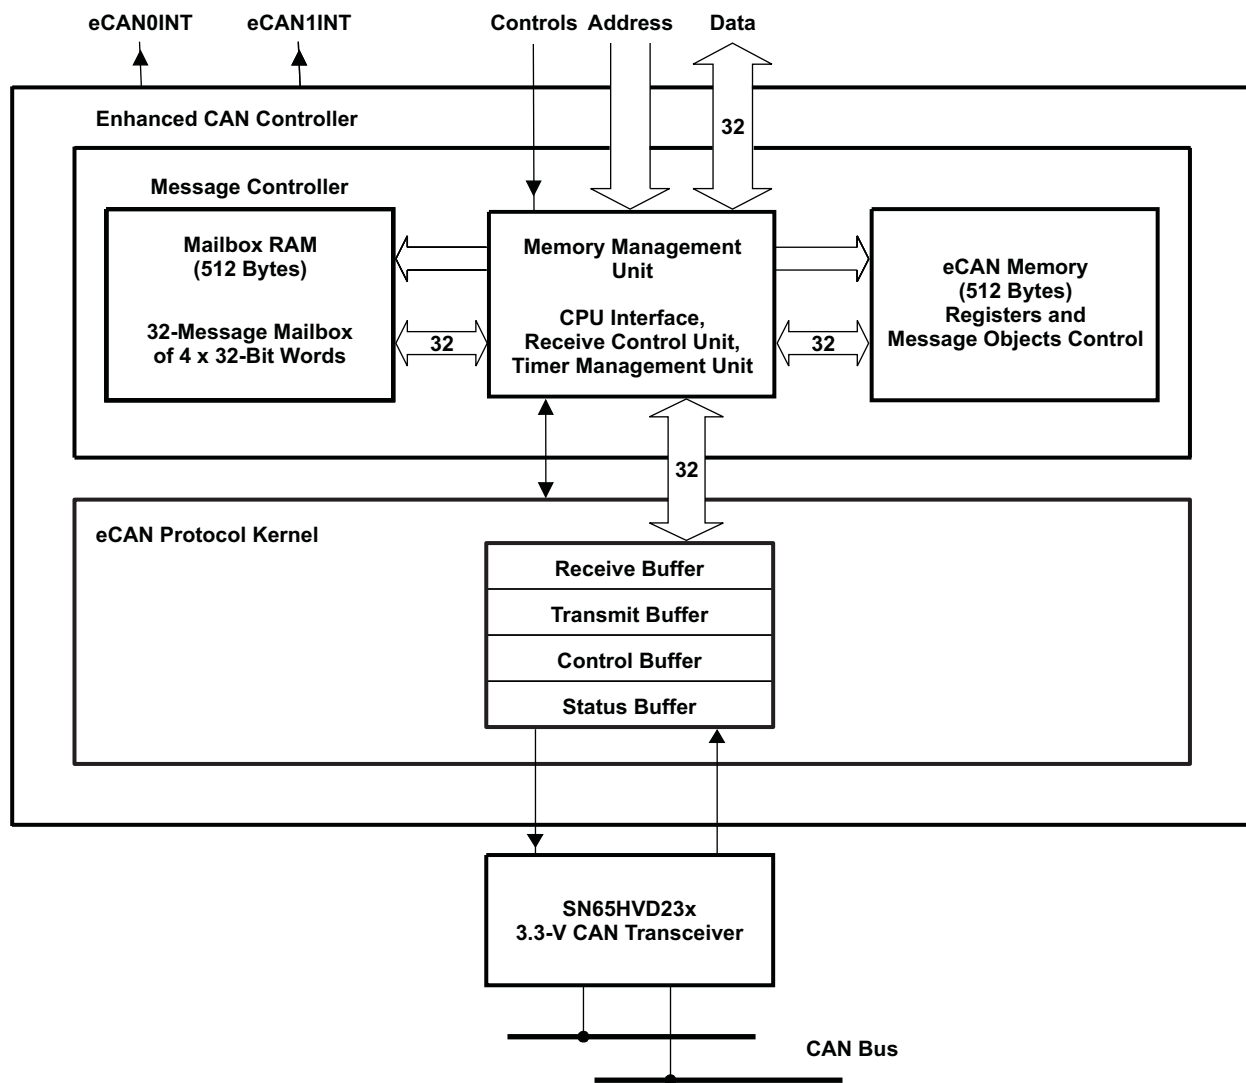 eCAN0INT
eCAN1INT
Controls
Address
Data
32
Enhanced CAN Controller
Message Controller
Mailbox RAM
(512 Bytes)
32-Message Mailbox
of 4 x 32-Bit Words
32
Memory Management
Unit
CPU Interface,
Receive Control Unit,
Timer Management Unit
32
eCAN Memory
(512 Bytes)
Registers and
Message Objects Control
32
eCAN Protocol Kernel
Receive Buffer
Transmit Buffer
Control Buffer
Status Buffer
SN65HVD23x
3.3-V CAN Transceiver
CAN Bus